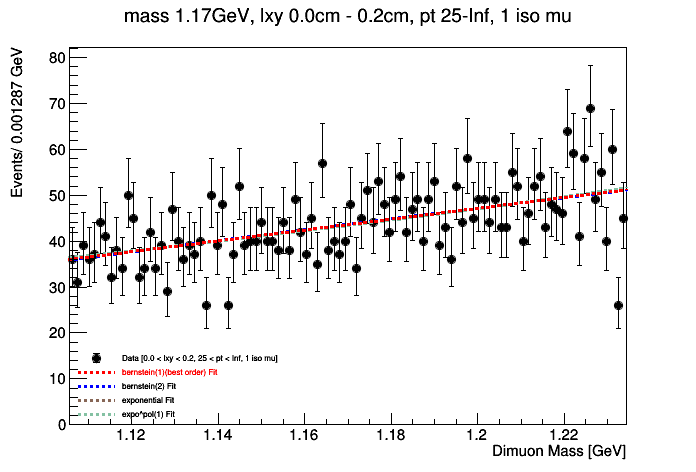 mass 1.17GeV, lxy 0.0cm - 0.2cm, pt 25-Inf, 1 iso mu
Events/ 0.001287 GeV
80
70
60
50
40
30
20
10
0
Data [0.0 < lxy < 0.2, 25 < pt < Inf, 1 iso mu]
bernstein(1)(best order) Fit
bernstein(2) Fit
exponential Fit
expo^pol(1) Fit
1.12 1.14 1.16 1.18 1.2 1.22
Dimuon Mass [GeV]